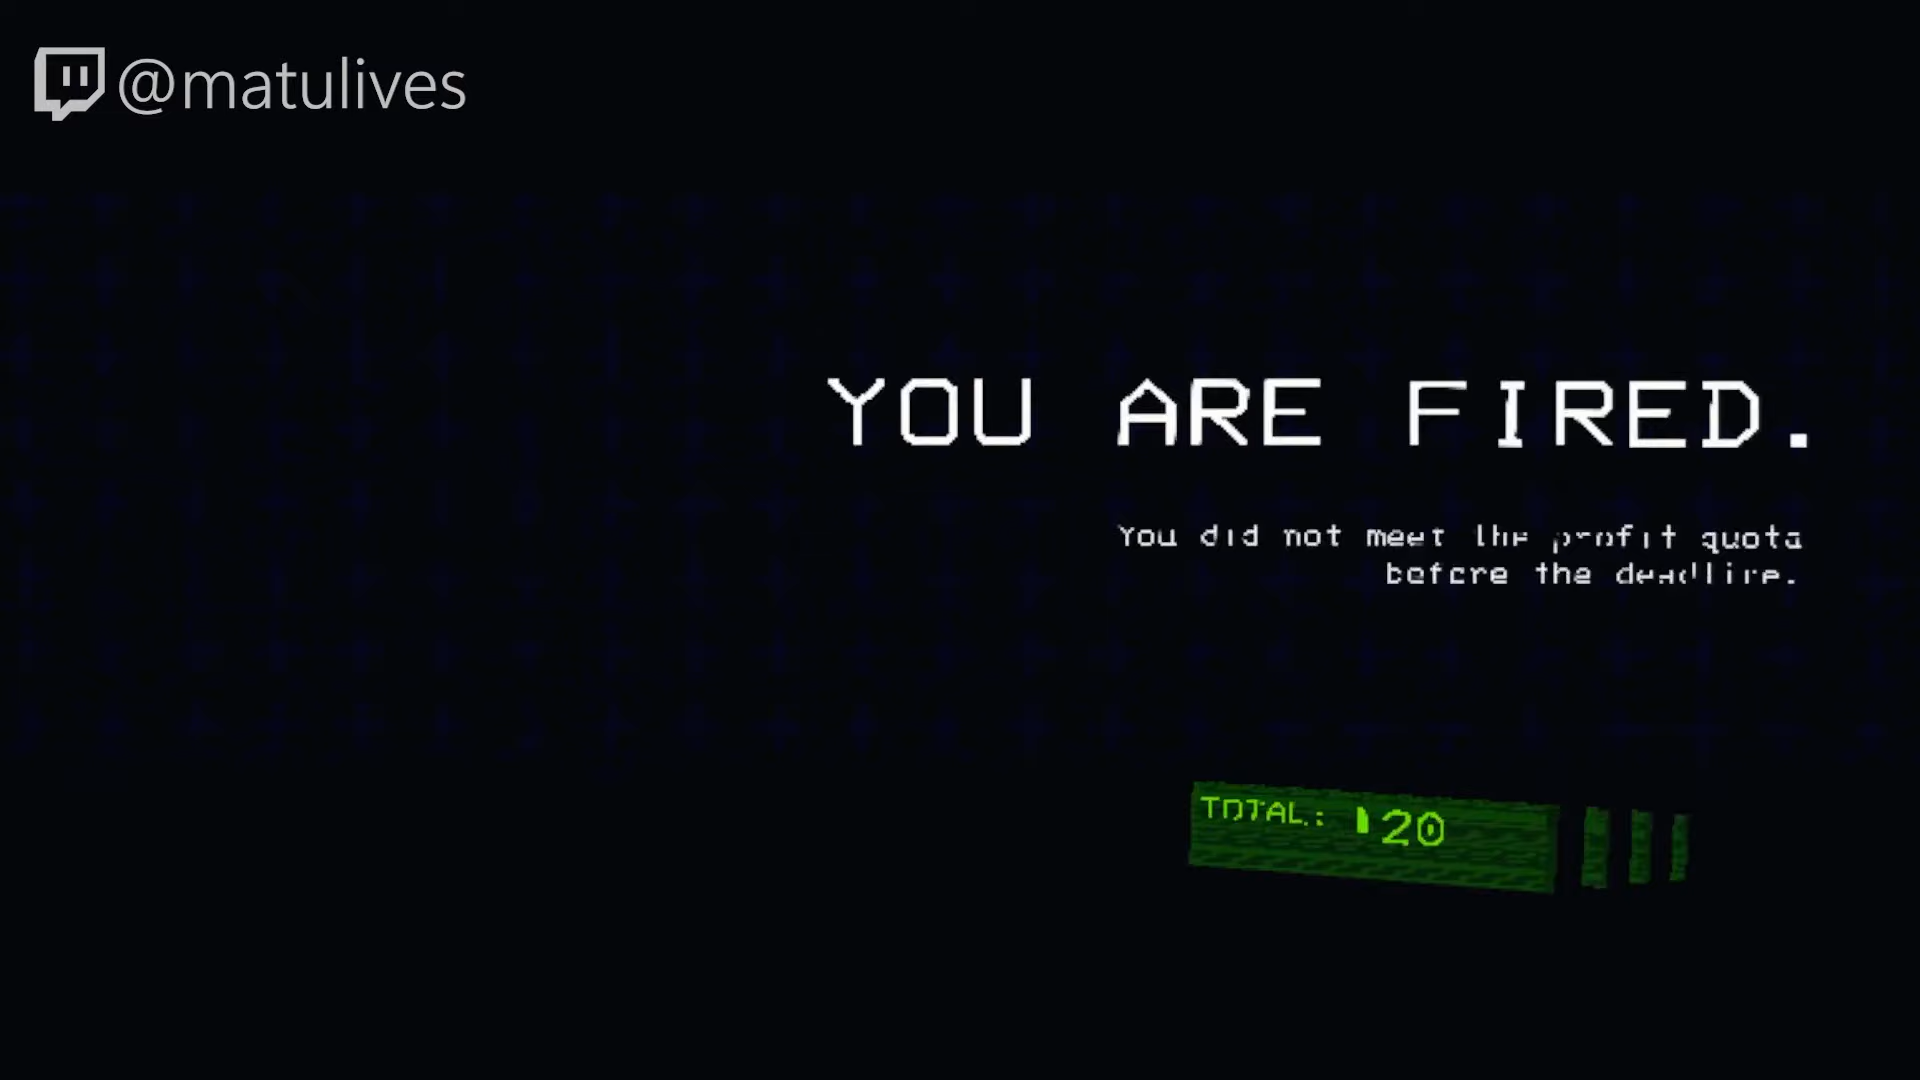 @matulives
YOU ARE FIRED.
You did not meet the profit quota
before the deadline.
TOTAL: ▮20